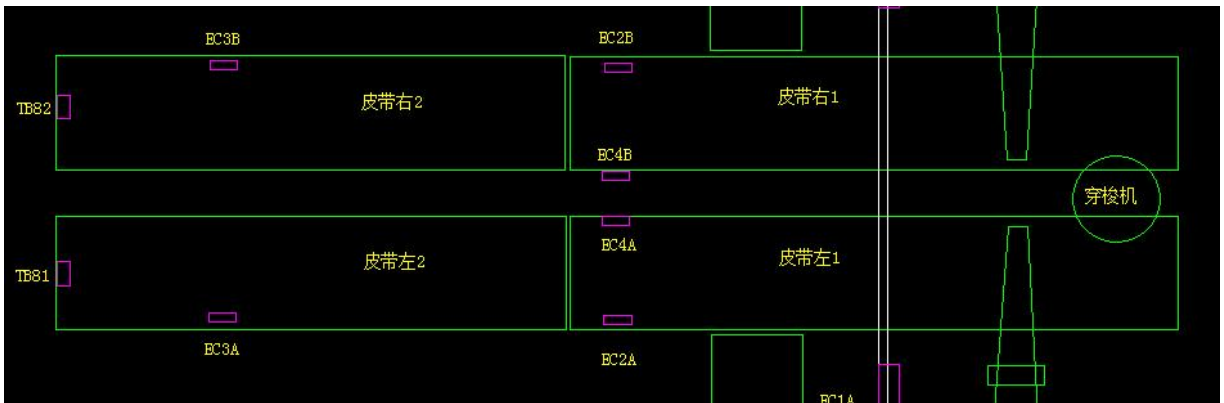 EC3B
EC2B
TB82
皮带右2
皮带右1
EC4B
穿梭机
TB81
皮带左2
EC4A
皮带左1
EC3A
EC2A
EC1A